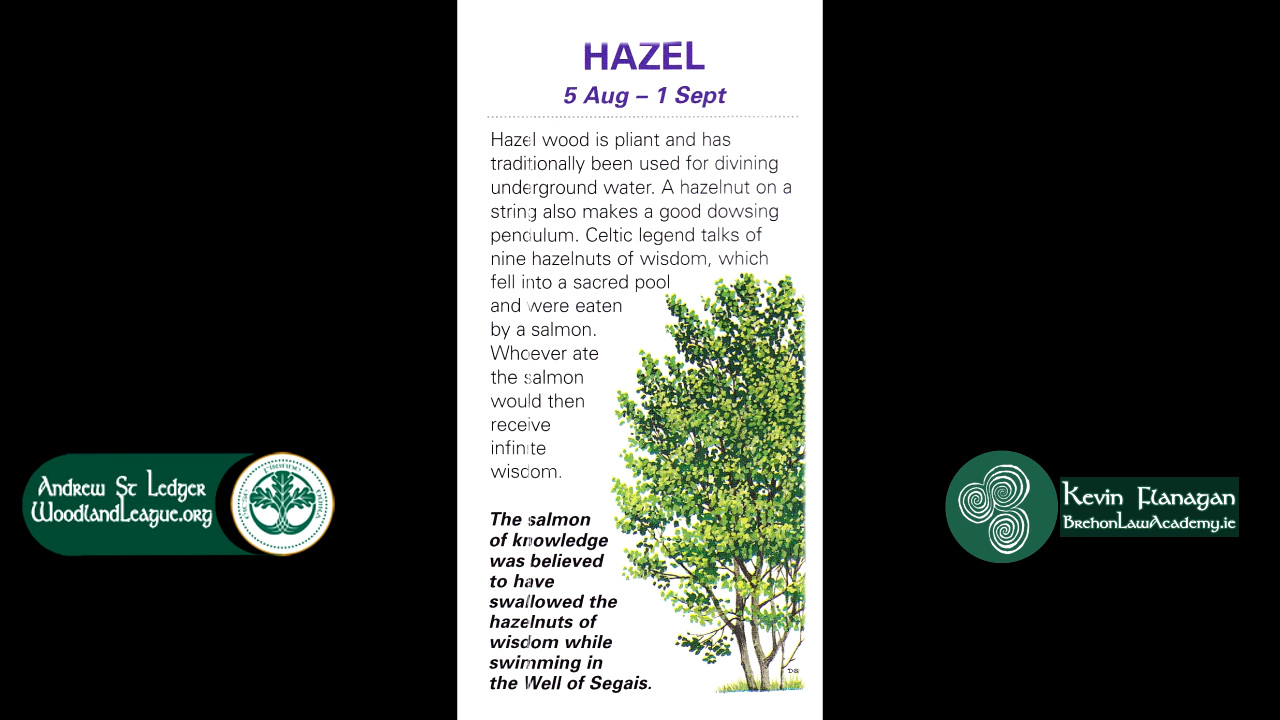 HAZEL
5 Aug – 1 Sept
Hazel wood is pliant and has
traditionally been used for divining
underground water. A hazelnut on a
string also makes a good dowsing
pendulum. Celtic legend talks of
nine hazelnuts of wisdom, which
fell into a sacred pool
and were eaten
by a salmon.
Whoever ate
the salmon
would then
receive
infinite
wisdom.
The salmon
of knowledge
was believed
to have
swallowed the
hazelnuts of
wisdom while
swimming in
the Well of Segais.
Andrew St Ledger
WoodlandLeague.org
Kevin Flanagan
BrehonLawAcademy.ie